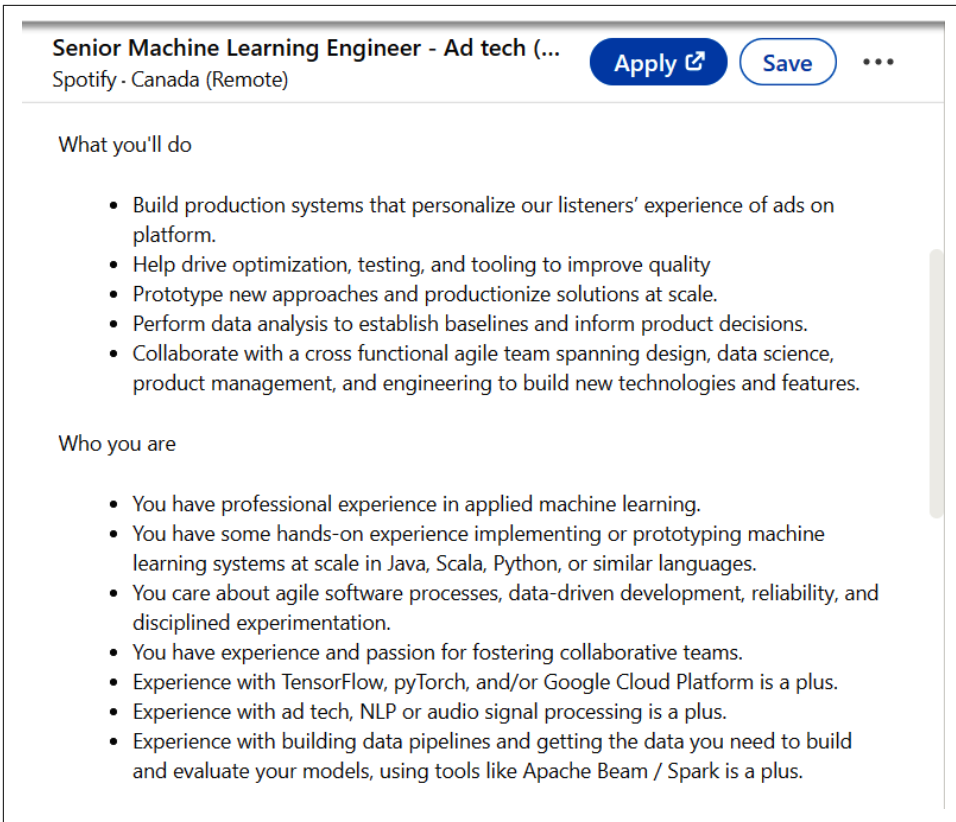 Senior Machine Learning Engineer - Ad tech (...
Apply
Save
Spotify · Canada (Remote)
What you'll do
• Build production systems that personalize our listeners’ experience of ads on
platform.
• Help drive optimization, testing, and tooling to improve quality
• Prototype new approaches and productionize solutions at scale.
• Perform data analysis to establish baselines and inform product decisions.
• Collaborate with a cross functional agile team spanning design, data science,
product management, and engineering to build new technologies and features.
Who you are
• You have professional experience in applied machine learning.
• You have some hands-on experience implementing or prototyping machine
learning systems at scale in Java, Scala, Python, or similar languages.
• You care about agile software processes, data-driven development, reliability, and
disciplined experimentation.
• You have experience and passion for fostering collaborative teams.
• Experience with TensorFlow, pyTorch, and/or Google Cloud Platform is a plus.
• Experience with ad tech, NLP or audio signal processing is a plus.
• Experience with building data pipelines and getting the data you need to build
and evaluate your models, using tools like Apache Beam / Spark is a plus.